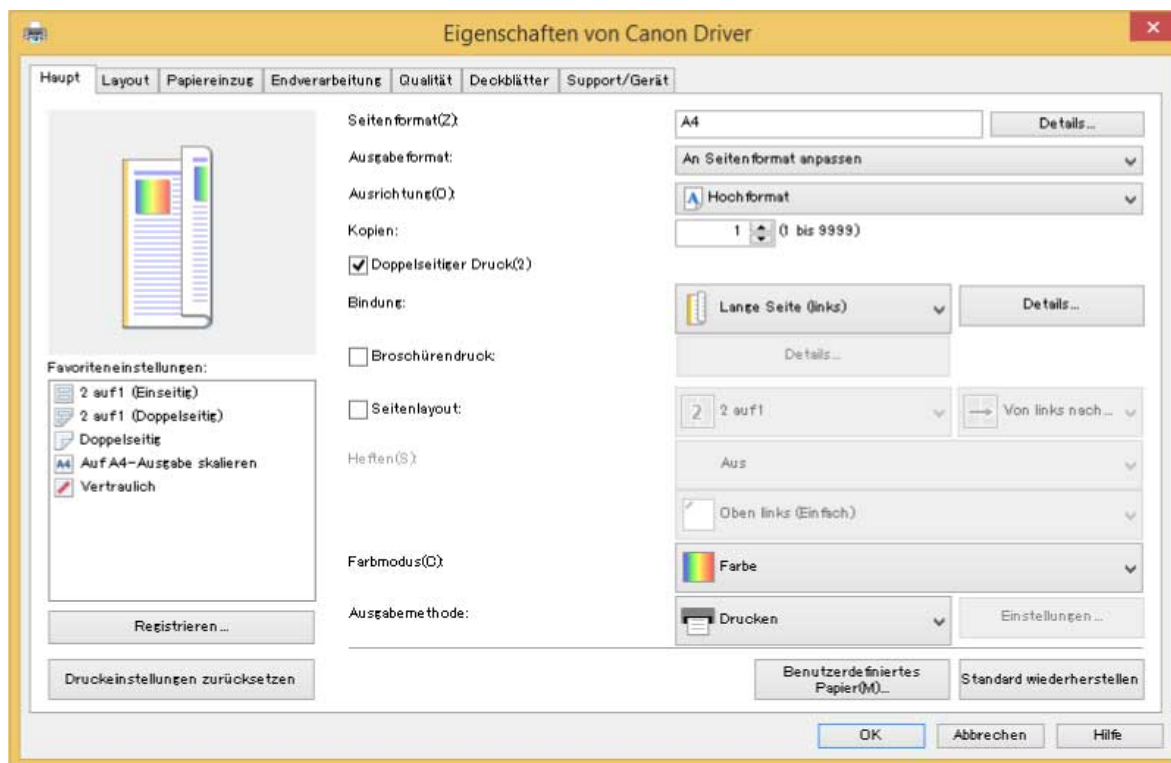 Eigenschaften von Canon Driver
Haupt Layout Papiereinzug Endverarbeitung Qualität Deckblätter Support/Gerät
Seitenformat(Z): A4 Details...
Ausgabeformat: An Seitenformat anpassen
Ausrichtung(O): A Hochformat
Kopien: 1 (1 bis 9999)
Doppelseitiger Druck(2)
Bindung: Lange Seite (links) Details...
Broschürendruck: Details...
Seitenlayout: 2 2 auf1 Von links nach...
Heften(S): Aus
Oben links (Einfach)
Farbmodus(C): Farbe
Ausgabemethode: Drucken Einstellungen...
Favoriteneinstellungen:
2 auf1 (Einseitig)
2 auf1 (Doppelseitig)
Doppelseitig
A4 Auf A4-Ausgabe skalieren
Vertraulich
Registrieren...
Druckeinstellungen zurücksetzen
Benutzerdefiniertes
Papier(M)...
Standard wiederherstellen
OK Abbrechen Hilfe